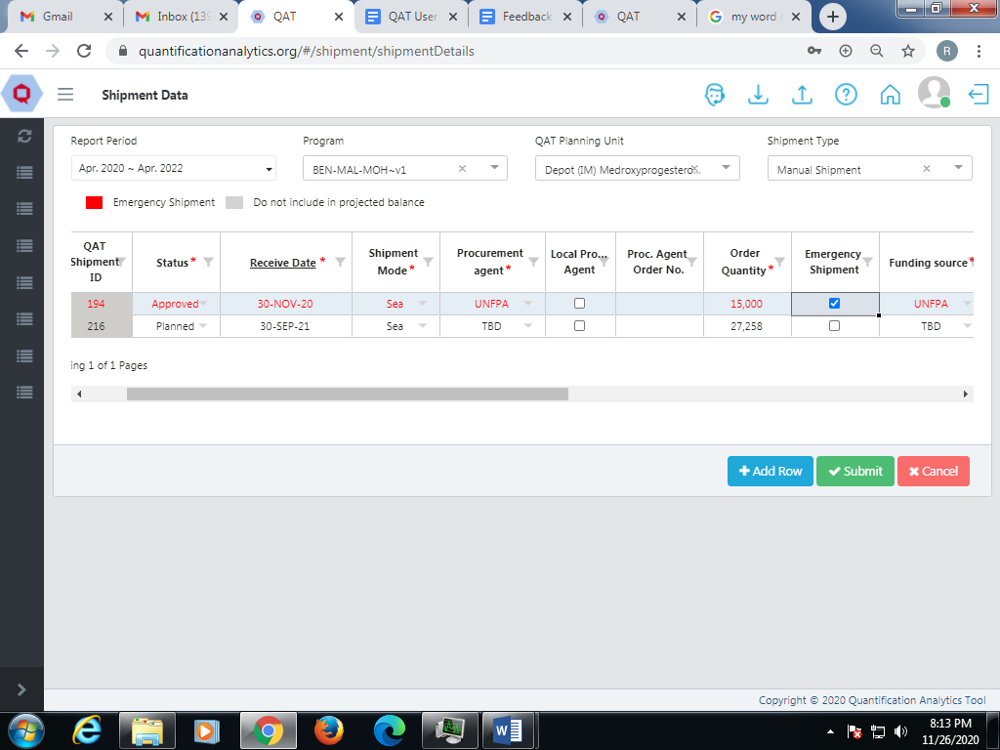 Gmail
Inbox (139
QAT
QAT User
Feedback
QAT
my word
quantificationanalytics.org/#/shipment/shipmentDetails
R
Q
Shipment Data
Report Period
Program
QAT Planning Unit
Shipment Type
Apr. 2020 ~ Apr. 2022
BEN-MAL-MOH~v1
Depot (IM) Medroxyprogestero
Manual Shipment
Emergency Shipment
Do not include in projected balance
QAT Shipment ID
Status*
Receive Date *
Shipment Mode*
Procurement agent*
Local Pro... Agent
Proc. Agent Order No.
Order Quantity*
Emergency Shipment
Funding source*
194 Approved 30-NOV-20 Sea UNFPA 15,000 UNFPA
216 Planned 30-SEP-21 Sea TBD 27,258 TBD
ing 1 of 1 Pages
Add Row
Submit
Cancel
Copyright © 2020 Quantification Analytics Tool
8:13 PM
11/26/2020